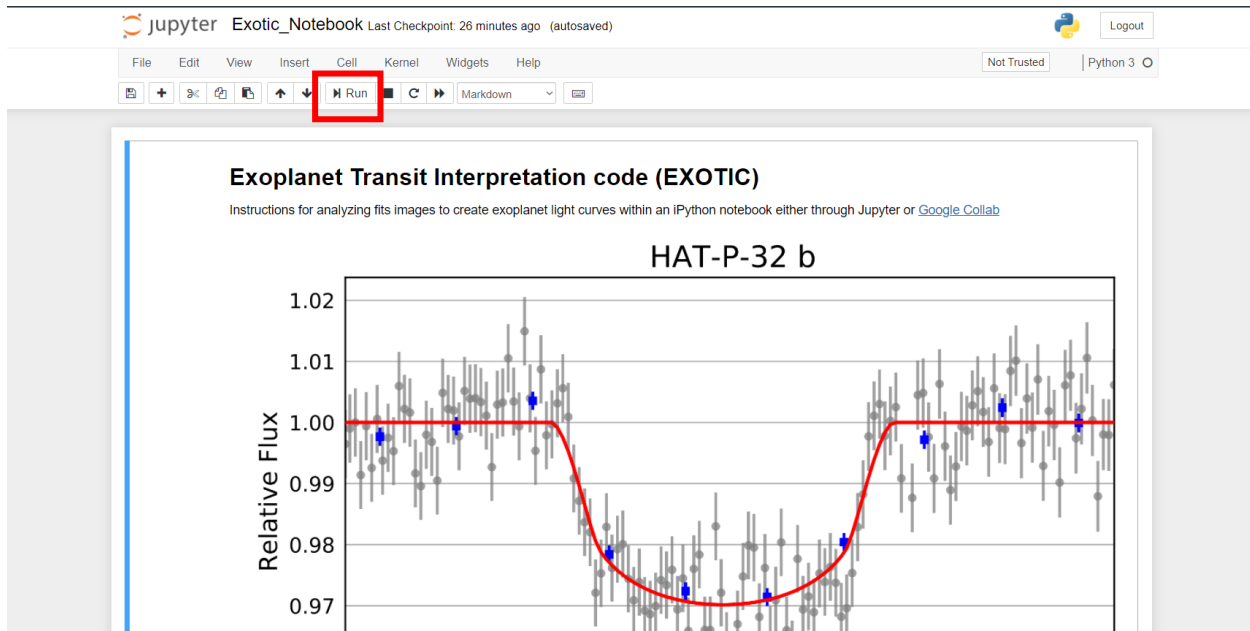 jupyter Exotic_Notebook Last Checkpoint: 26 minutes ago (autosaved) Logout
File Edit View Insert Cell Kernel Widgets Help Not Trusted Python 3
Run Markdown
Exoplanet Transit Interpretation code (EXOTIC)
Instructions for analyzing fits images to create exoplanet light curves within an iPython notebook either through Jupyter or Google Collab
HAT-P-32 b
1.02
1.01
1.00
0.99
0.98
0.97
Relative Flux